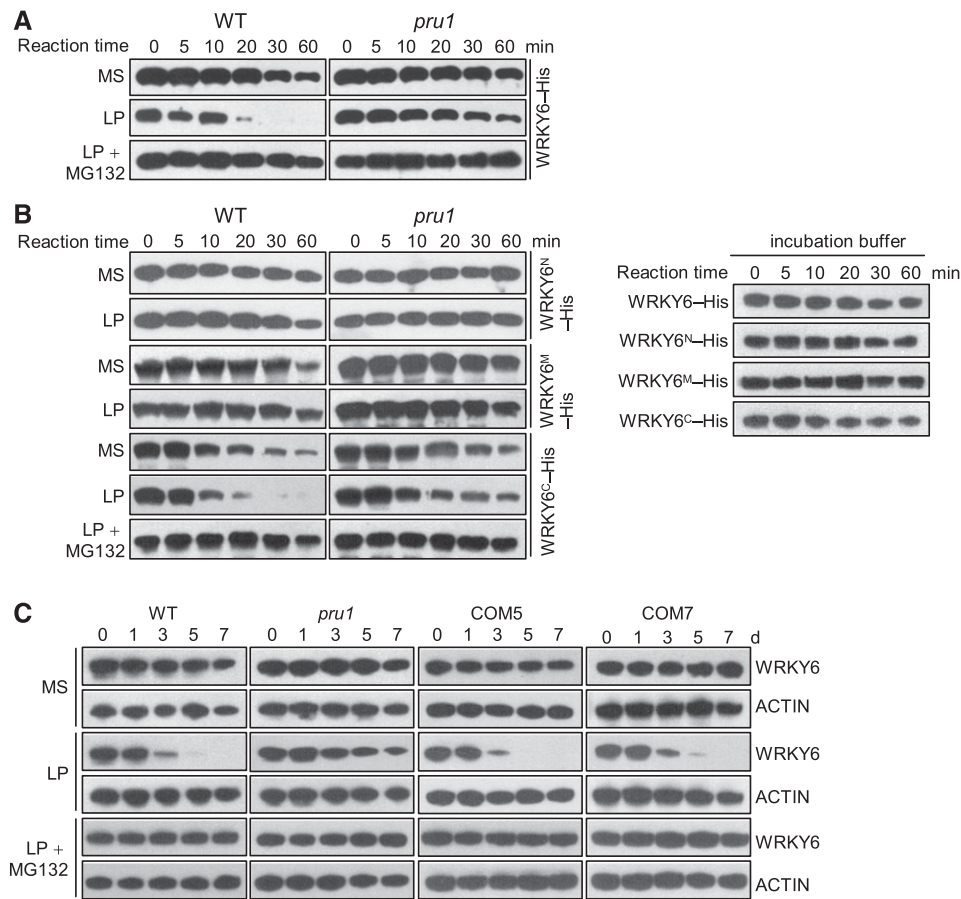 A
WT pru1
Reaction time 0 5 10 20 30 60 0 5 10 20 30 60 min
MS
LP
LP +
MG132
WRKY6–His
B
WT pru1
Reaction time 0 5 10 20 30 60 0 5 10 20 30 60 min
MS
LP
WRKY6ᴺ
–His
MS
LP
WRKY6ᴹ
–His
MS
LP
LP +
MG132
WRKY6ᶜ–His
incubation buffer
Reaction time 0 5 10 20 30 60 min
WRKY6–His
WRKY6ᴺ–His
WRKY6ᴹ–His
WRKY6ᶜ–His
C
WT pru1 COM5 COM7
0 1 3 5 7 0 1 3 5 7 0 1 3 5 7 0 1 3 5 7 d
MS
WRKY6
ACTIN
LP
WRKY6
ACTIN
LP +
MG132
WRKY6
ACTIN